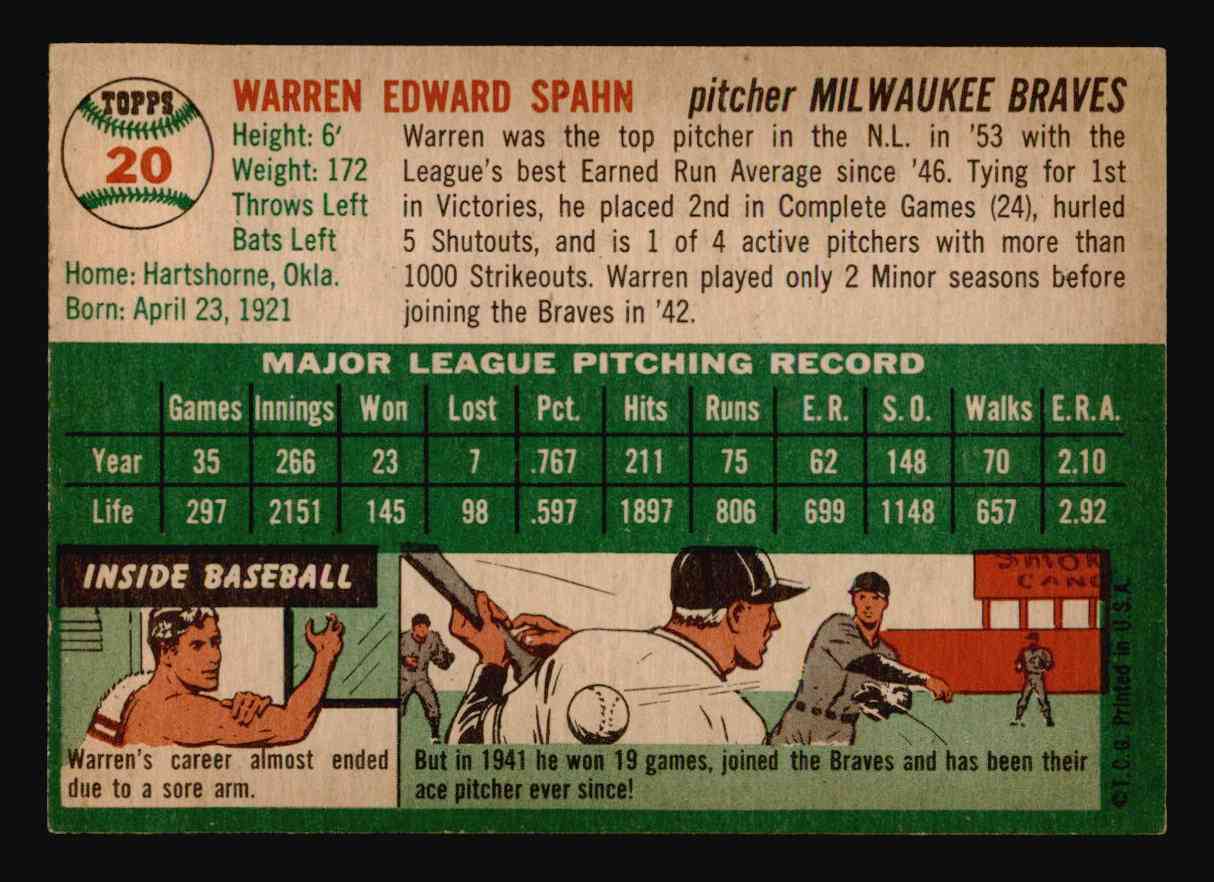 TOPPS
20
WARREN EDWARD SPAHN pitcher MILWAUKEE BRAVES
Height: 6'
Weight: 172
Throws Left
Bats Left
Home: Hartshorne, Okla.
Born: April 23, 1921
Warren was the top pitcher in the N.L. in '53 with the
League's best Earned Run Average since '46. Tying for 1st
in Victories, he placed 2nd in Complete Games (24), hurled
5 Shutouts, and is 1 of 4 active pitchers with more than
1000 Strikeouts. Warren played only 2 Minor seasons before
joining the Braves in '42.
MAJOR LEAGUE PITCHING RECORD
Games Innings Won Lost Pct. Hits Runs E.R. S.O. Walks E.R.A.
Year 35 266 23 7 .767 211 75 62 148 70 2.10
Life 297 2151 145 98 .597 1897 806 699 1148 657 2.92
INSIDE BASEBALL
Warren's career almost ended
due to a sore arm.
But in 1941 he won 19 games, joined the Braves and has been their
ace pitcher ever since!
©T.C.G. Printed in U.S.A.